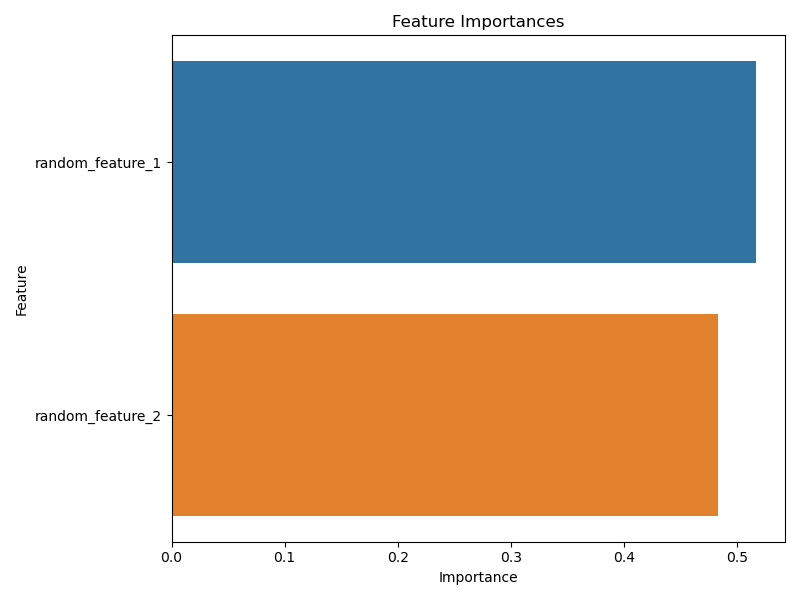 Feature Importances
random_feature_1
random_feature_2
Feature
0.0 0.1 0.2 0.3 0.4 0.5
Importance